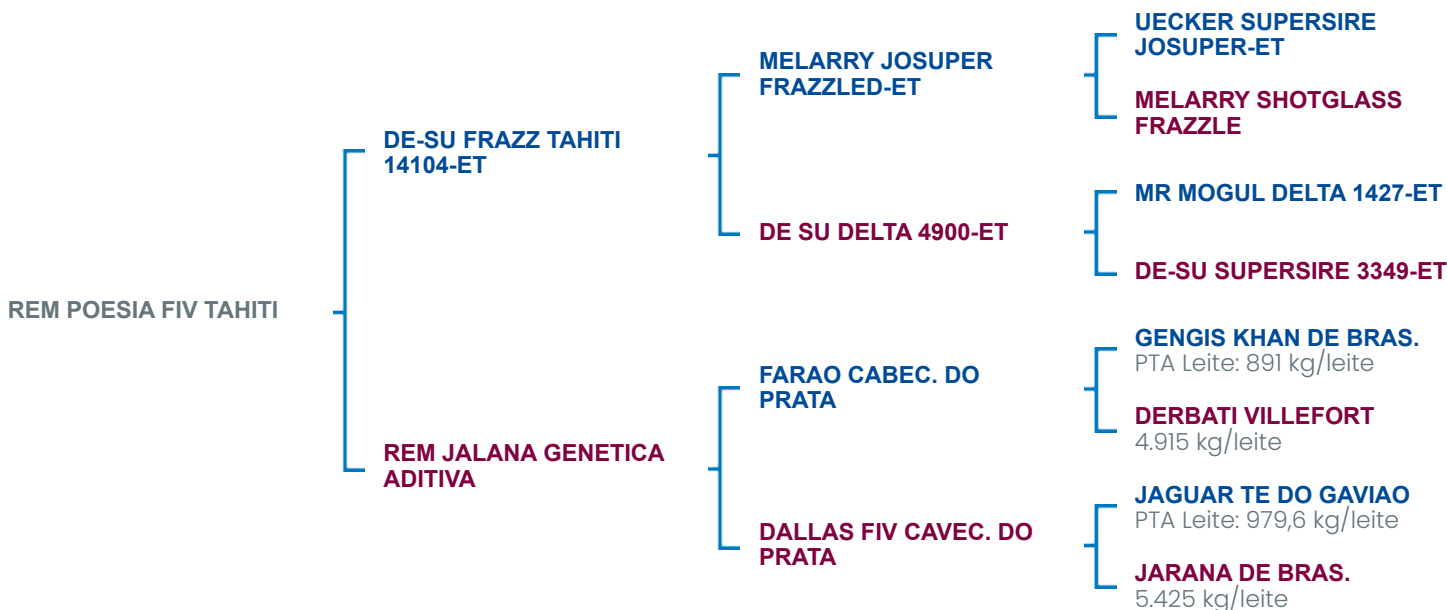 REM POESIA FIV TAHITI
DE-SU FRAZZ TAHITI
14104-ET
REM JALANA GENETICA
ADITIVA
MELARRY JOSUPER
FRAZZLED-ET
DE SU DELTA 4900-ET
FARAO CABEC. DO
PRATA
DALLAS FIV CAVEC. DO
PRATA
UECKER SUPERSIRE
JOSUPER-ET
MELARRY SHOTGLASS
FRAZZLE
MR MOGUL DELTA 1427-ET
DE-SU SUPERSIRE 3349-ET
GENGIS KHAN DE BRAS.
PTA Leite: 891 kg/leite
DERBATI VILLEFORT
4.915 kg/leite
JAGUAR TE DO GAVIAO
PTA Leite: 979,6 kg/leite
JARANA DE BRAS.
5.425 kg/leite